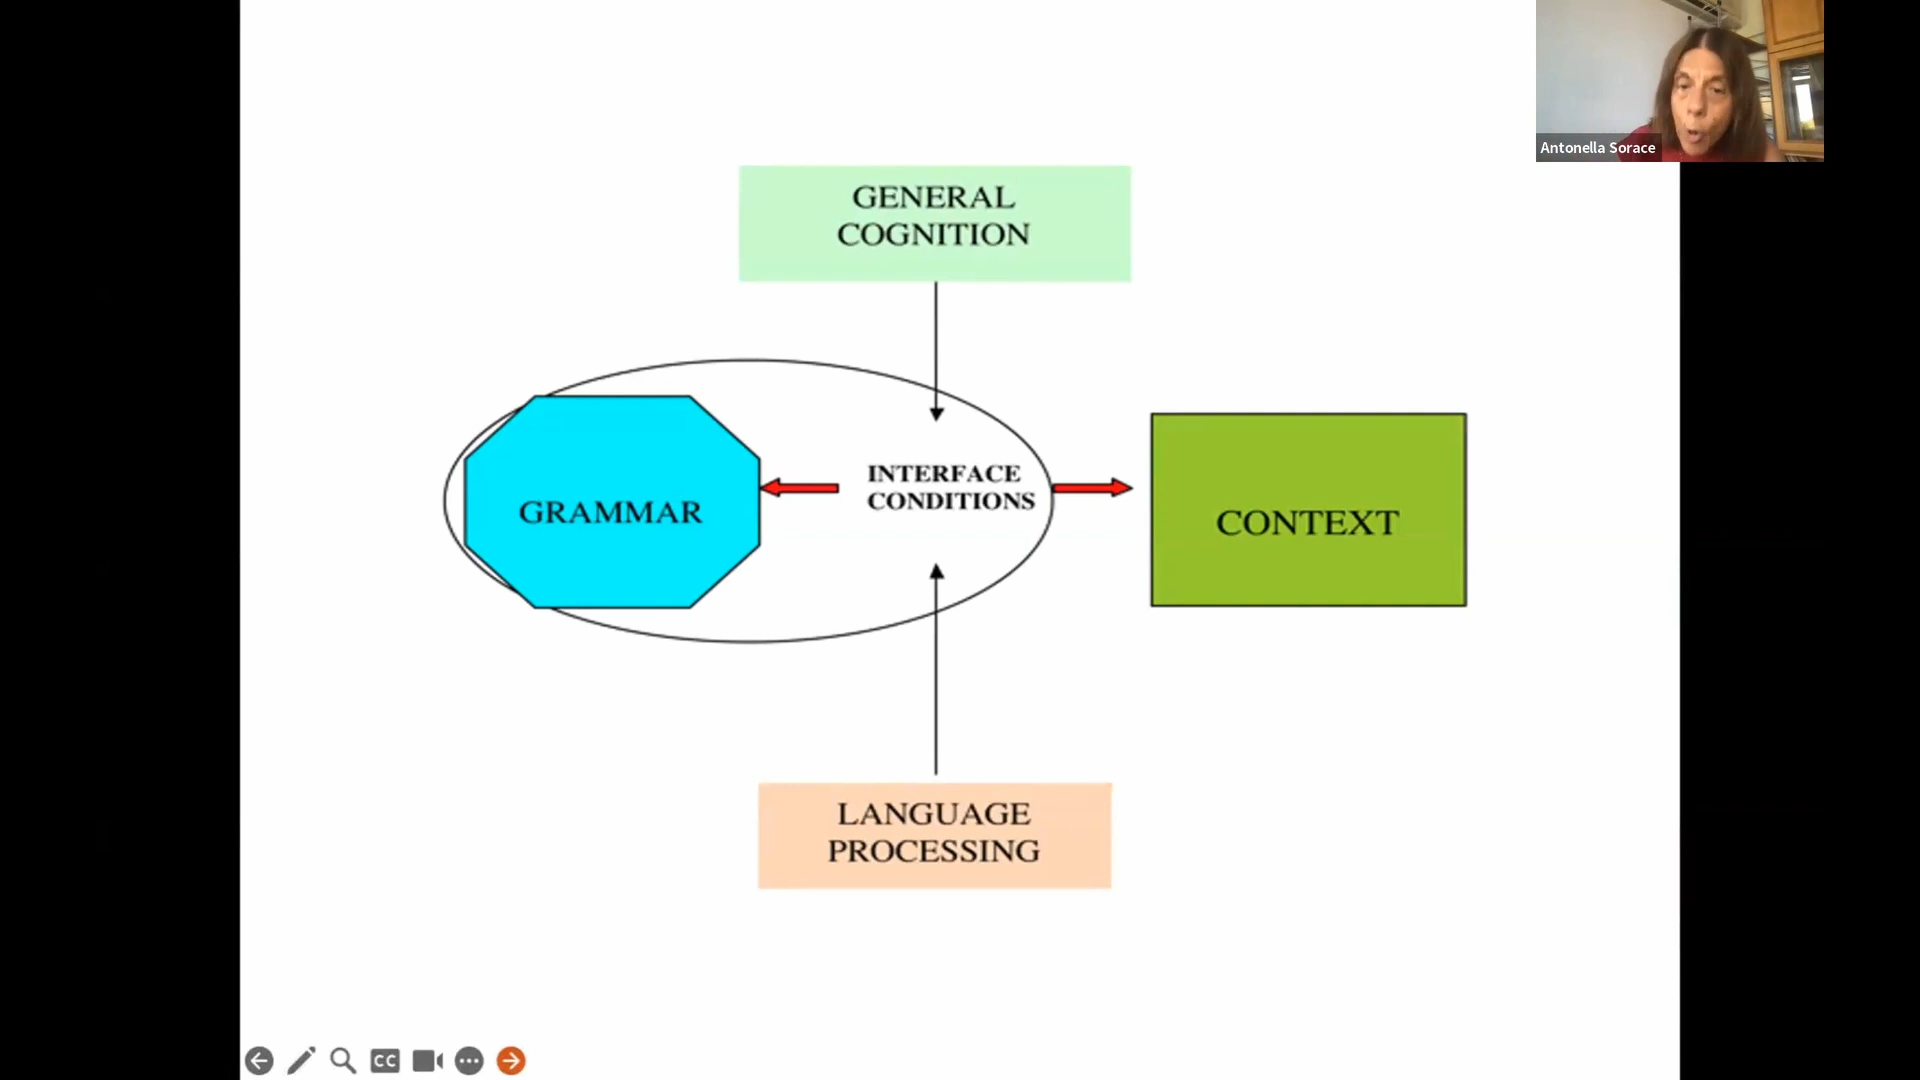 Antonella Sorace
GENERAL
COGNITION
INTERFACE
CONDITIONS
GRAMMAR
CONTEXT
LANGUAGE
PROCESSING
CC